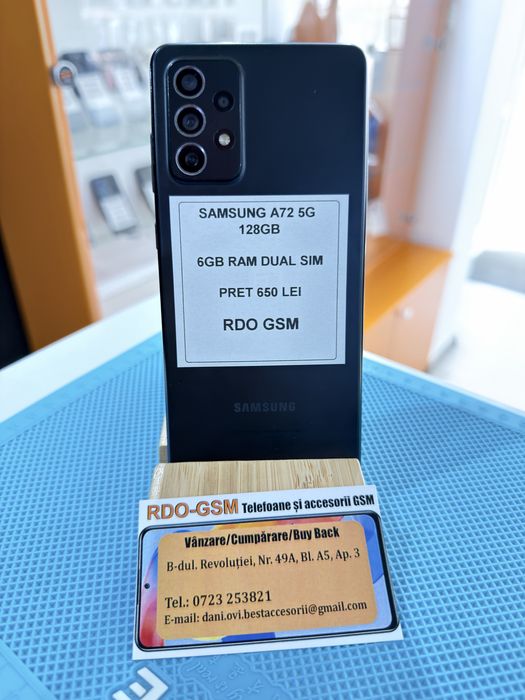 SAMSUNG A72 5G
128GB
6GB RAM DUAL SIM
PRET 650 LEI
RDO GSM
SAMSUNG
RDO-GSM Telefoane și accesorii GSM
Vânzare/Cumpărare/Buy Back
B-dul. Revoluției, Nr. 49A, Bl. A5, Ap. 3
Tel.: 0723 253821
E-mail: dani.ovi.bestaccesorii@gmail.com